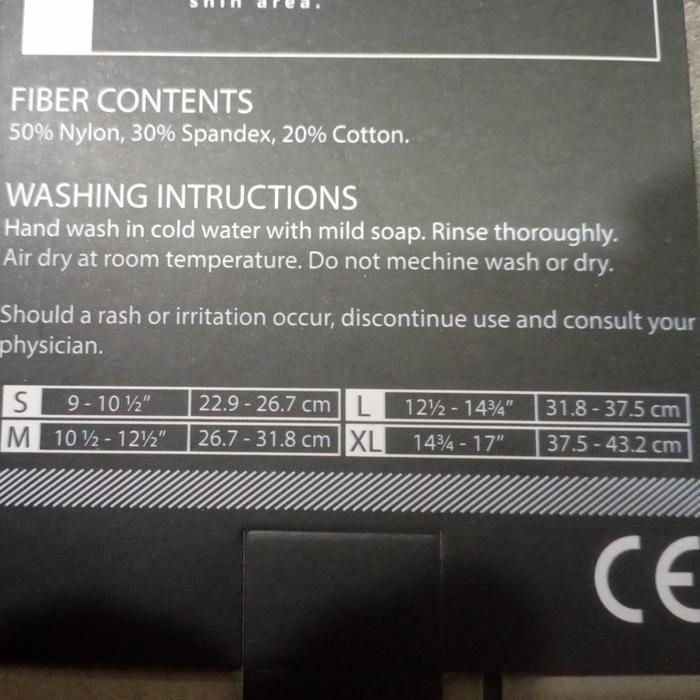 shin area.
FIBER CONTENTS
50% Nylon, 30% Spandex, 20% Cotton.
WASHING INTRUCTIONS
Hand wash in cold water with mild soap. Rinse thoroughly.
Air dry at room temperature. Do not mechine wash or dry.
Should a rash or irritation occur, discontinue use and consult your
physician.
S 9 - 10 ½" 22.9 - 26.7 cm L 12½ - 14¾" 31.8 - 37.5 cm
M 10 ½ - 12½" 26.7 - 31.8 cm XL 14¾ - 17" 37.5 - 43.2 cm
CE